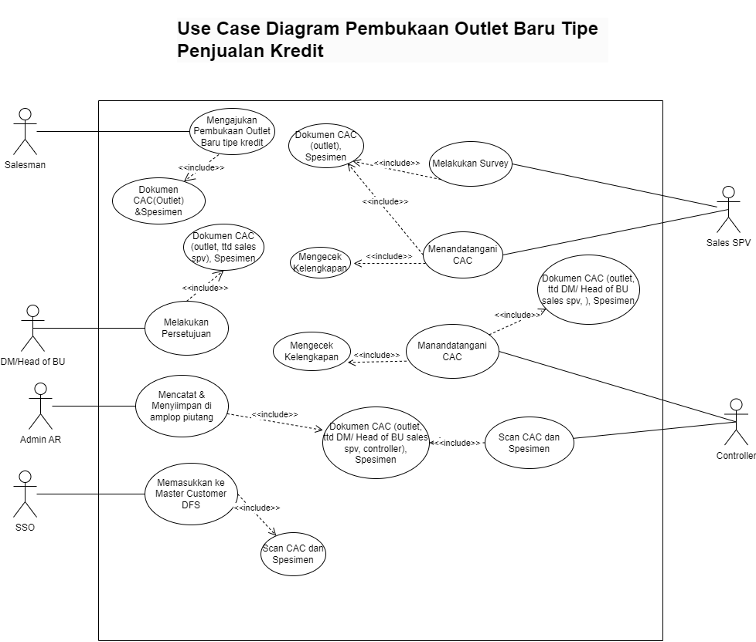 Use Case Diagram Pembukaan Outlet Baru Tipe
Penjualan Kredit
Mengajukan
Pembukaan Outlet
Baru tipe kredit
Salesman
<<include>>
Dokumen
CAC(Outlet)
&Spesimen
Dokumen CAC
(outlet),
Spesimen
<<include>>
Melakukan Survey
<<include>>
Sales SPV
Dokumen CAC
(outlet, ttd sales
spv), Spesimen
<<include>>
Mengecek
Kelengkapan
<<include>>
Menandatangani
CAC
Dokumen CAC (outlet,
ttd DM/ Head of BU
sales spv, ), Spesimen
<<include>>
DM/Head of BU
Melakukan
Persetujuan
Mengecek
Kelengkapan
<<include>>
Manandatangani
CAC
Admin AR
Mencatat &
Menyiimpan di
amplop piutang
<<include>>
Dokumen CAC (outlet,
ttd DM/ Head of BU sales
spv, controller),
Spesimen
<<include>>
Scan CAC dan
Spesimen
Controller
SSO
Memasukkan ke
Master Customer
DFS
<<include>>
Scan CAC dan
Spesimen